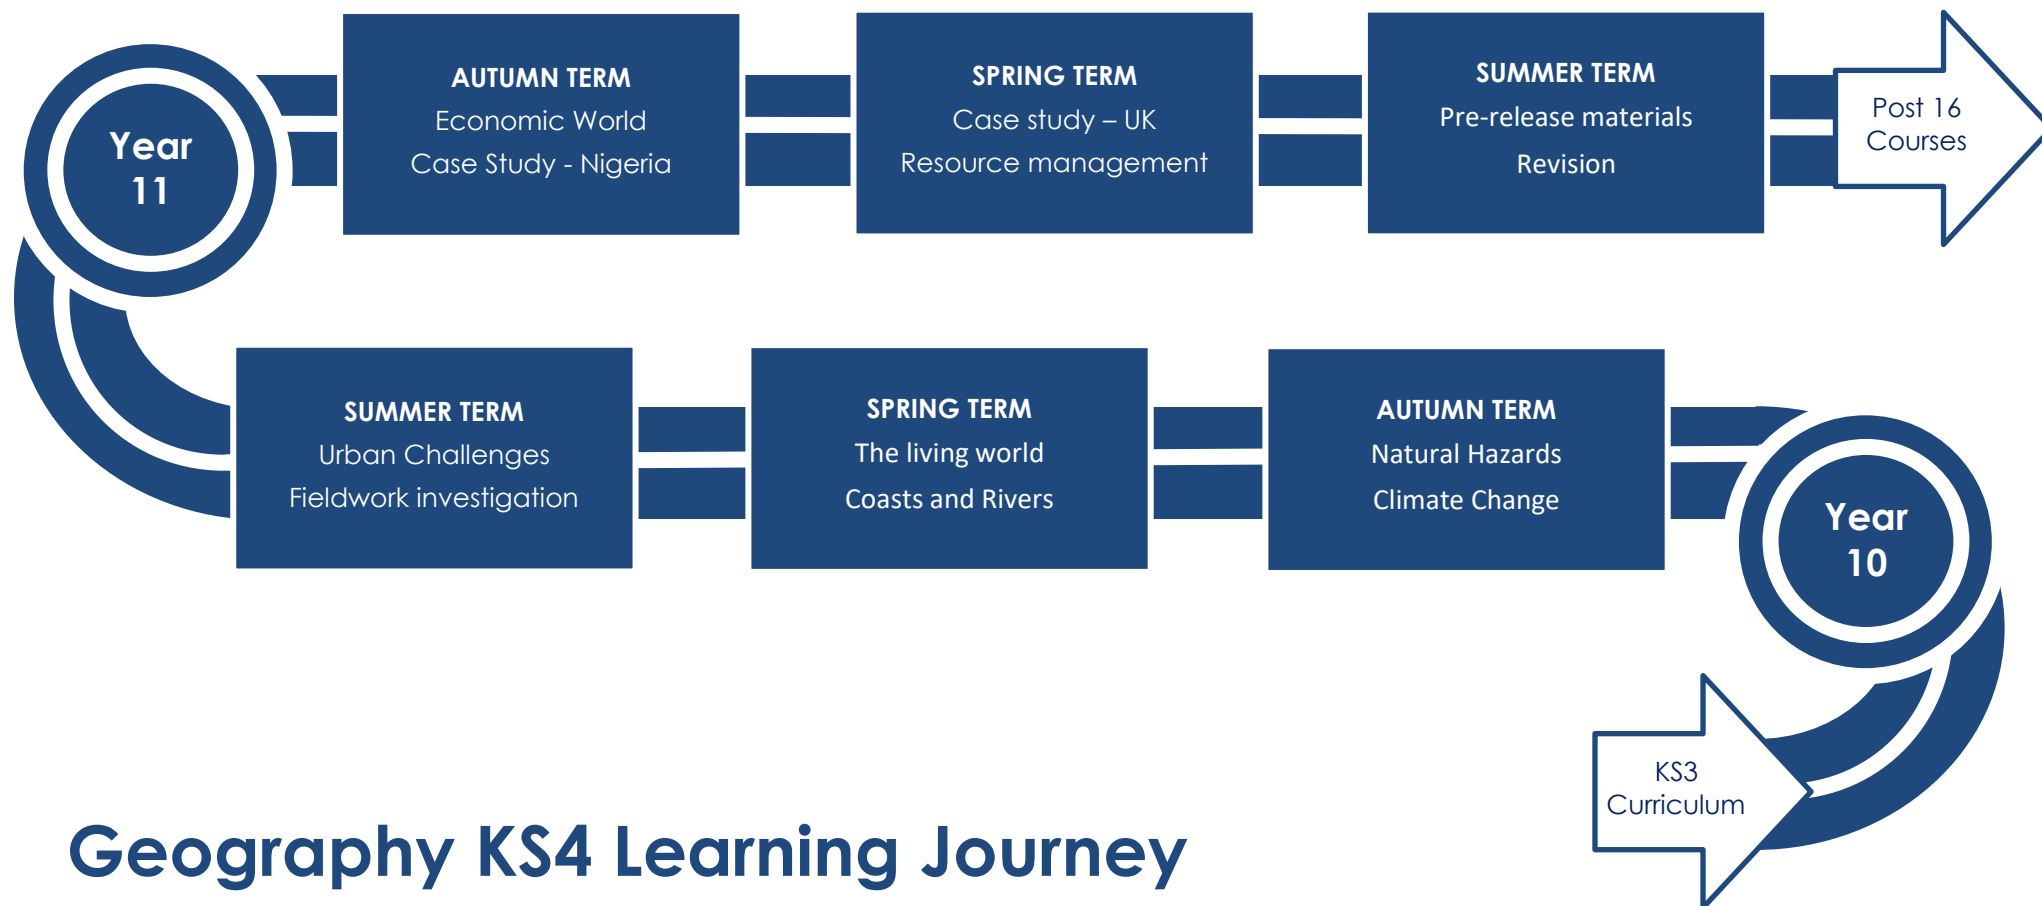 Year
11
AUTUMN TERM
Economic World
Case Study - Nigeria
SPRING TERM
Case study – UK
Resource management
SUMMER TERM
Pre-release materials
Revision
Post 16
Courses
SUMMER TERM
Urban Challenges
Fieldwork investigation
SPRING TERM
The living world
Coasts and Rivers
AUTUMN TERM
Natural Hazards
Climate Change
Year
10
KS3
Curriculum
Geography KS4 Learning Journey